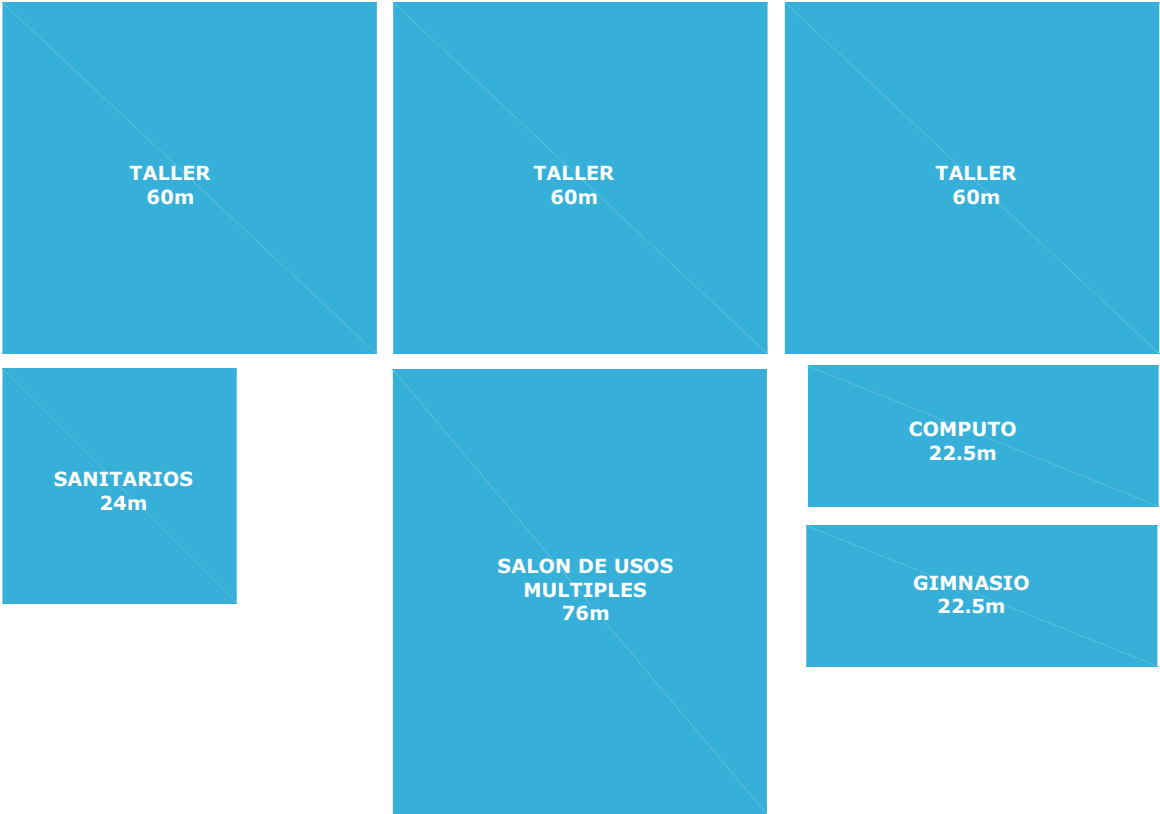 TALLER
60m
TALLER
60m
TALLER
60m
SANITARIOS
24m
SALON DE USOS
MULTIPLES
76m
COMPUTO
22.5m
GIMNASIO
22.5m